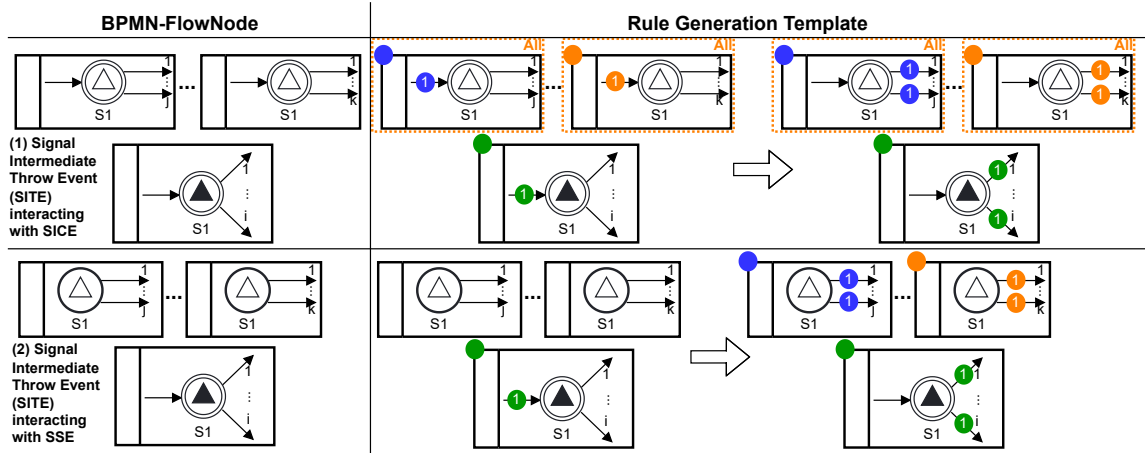 BPMN-FlowNode Rule Generation Template
All All All All
1 1 1 1 1 1 1 1
... ... ...
j k 1 j 1 k 1 j 1 k
S1 S1 S1 S1 S1 S1
(1) Signal
Intermediate
Throw Event
(SITE)
interacting
with SICE
1 1 1 1 1
i i 1 i
S1 S1 S1
1 1 1 1 1 1 1 1
... ... ...
j k j k 1 j 1 k
S1 S1 S1 S1 S1 S1
(2) Signal
Intermediate
Throw Event
(SITE)
interacting
with SSE
1 1 1 1 1
i i 1 i
S1 S1 S1